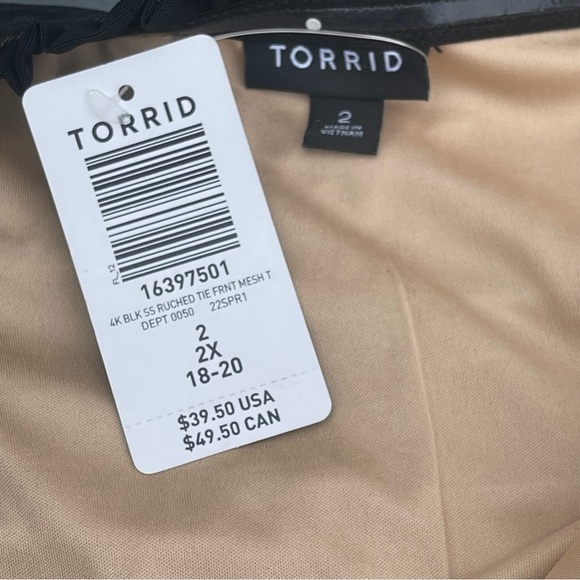 TORRID
FL_12
16397501
4K BLK SS RUCHED TIE FRNT MESH T
DEPT 0050 22SPR1
2
2X
18-20
$39.50 USA
$49.50 CAN
TORRID
2
MADE IN
VIETNAM